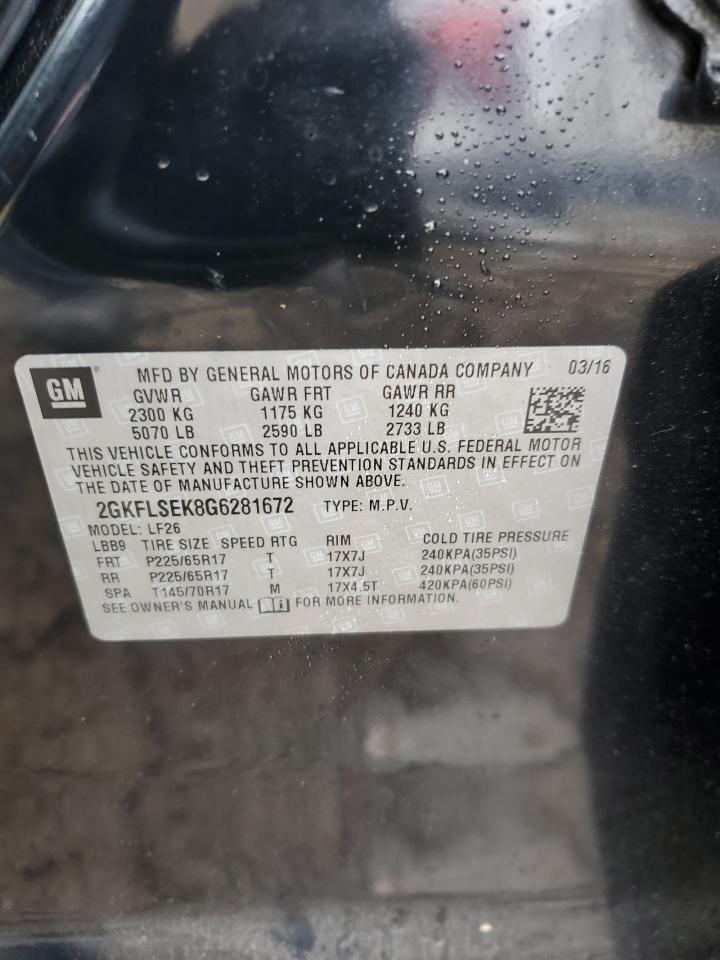 GM® MFD BY GENERAL MOTORS OF CANADA COMPANY 03/16
GVWR GAWR FRT GAWR RR
2300 KG 1175 KG 1240 KG
5070 LB 2590 LB 2733 LB
THIS VEHICLE CONFORMS TO ALL APPLICABLE U.S. FEDERAL MOTOR
VEHICLE SAFETY AND THEFT PREVENTION STANDARDS IN EFFECT ON
THE DATE OF MANUFACTURE SHOWN ABOVE.
2GKFLSEK8G6281672 TYPE: M.P.V.
MODEL: LF26
LBB9 TIRE SIZE SPEED RTG RIM COLD TIRE PRESSURE
FRT P225/65R17 T 17X7J 240KPA(35PSI)
RR P225/65R17 T 17X7J 240KPA(35PSI)
SPA T145/70R17 M 17X4.5T 420KPA(60PSI)
SEE OWNER'S MANUAL FOR MORE INFORMATION.